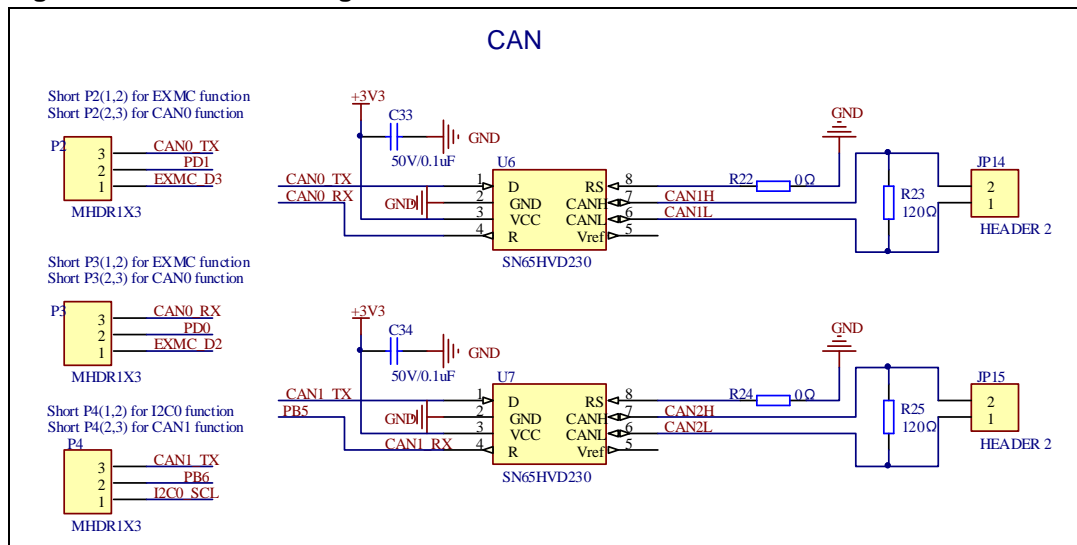 CAN
Short P2(1,2) for EXMC function
Short P2(2,3) for CAN0 function
P2
3
CAN0_TX
2
PD1
1
EXMC_D3
MHDR1X3
+3V3
C33
GND
50V/0.1uF
U6
CAN0_TX
1
D
RS
8
R22
0Ω
GND
CAN0_RX
GND
2
GND
CANH
7
CAN1H
3
VCC
CANL
6
CAN1L
4
R
Vref
5
SN65HVD230
R23
120Ω
JP14
2
1
HEADER 2
Short P3(1,2) for EXMC function
Short P3(2,3) for CAN0 function
P3
3
CAN0_RX
2
PD0
1
EXMC_D2
MHDR1X3
+3V3
C34
GND
50V/0.1uF
U7
CAN1_TX
1
D
RS
8
R24
0Ω
GND
PB5
GND
2
GND
CANH
7
CAN2H
3
VCC
CANL
6
CAN2L
CAN1_RX
4
R
Vref
5
SN65HVD230
R25
120Ω
JP15
2
1
HEADER 2
Short P4(1,2) for I2C0 function
Short P4(2,3) for CAN1 function
P4
3
CAN1_TX
2
PB6
1
I2C0_SCL
MHDR1X3